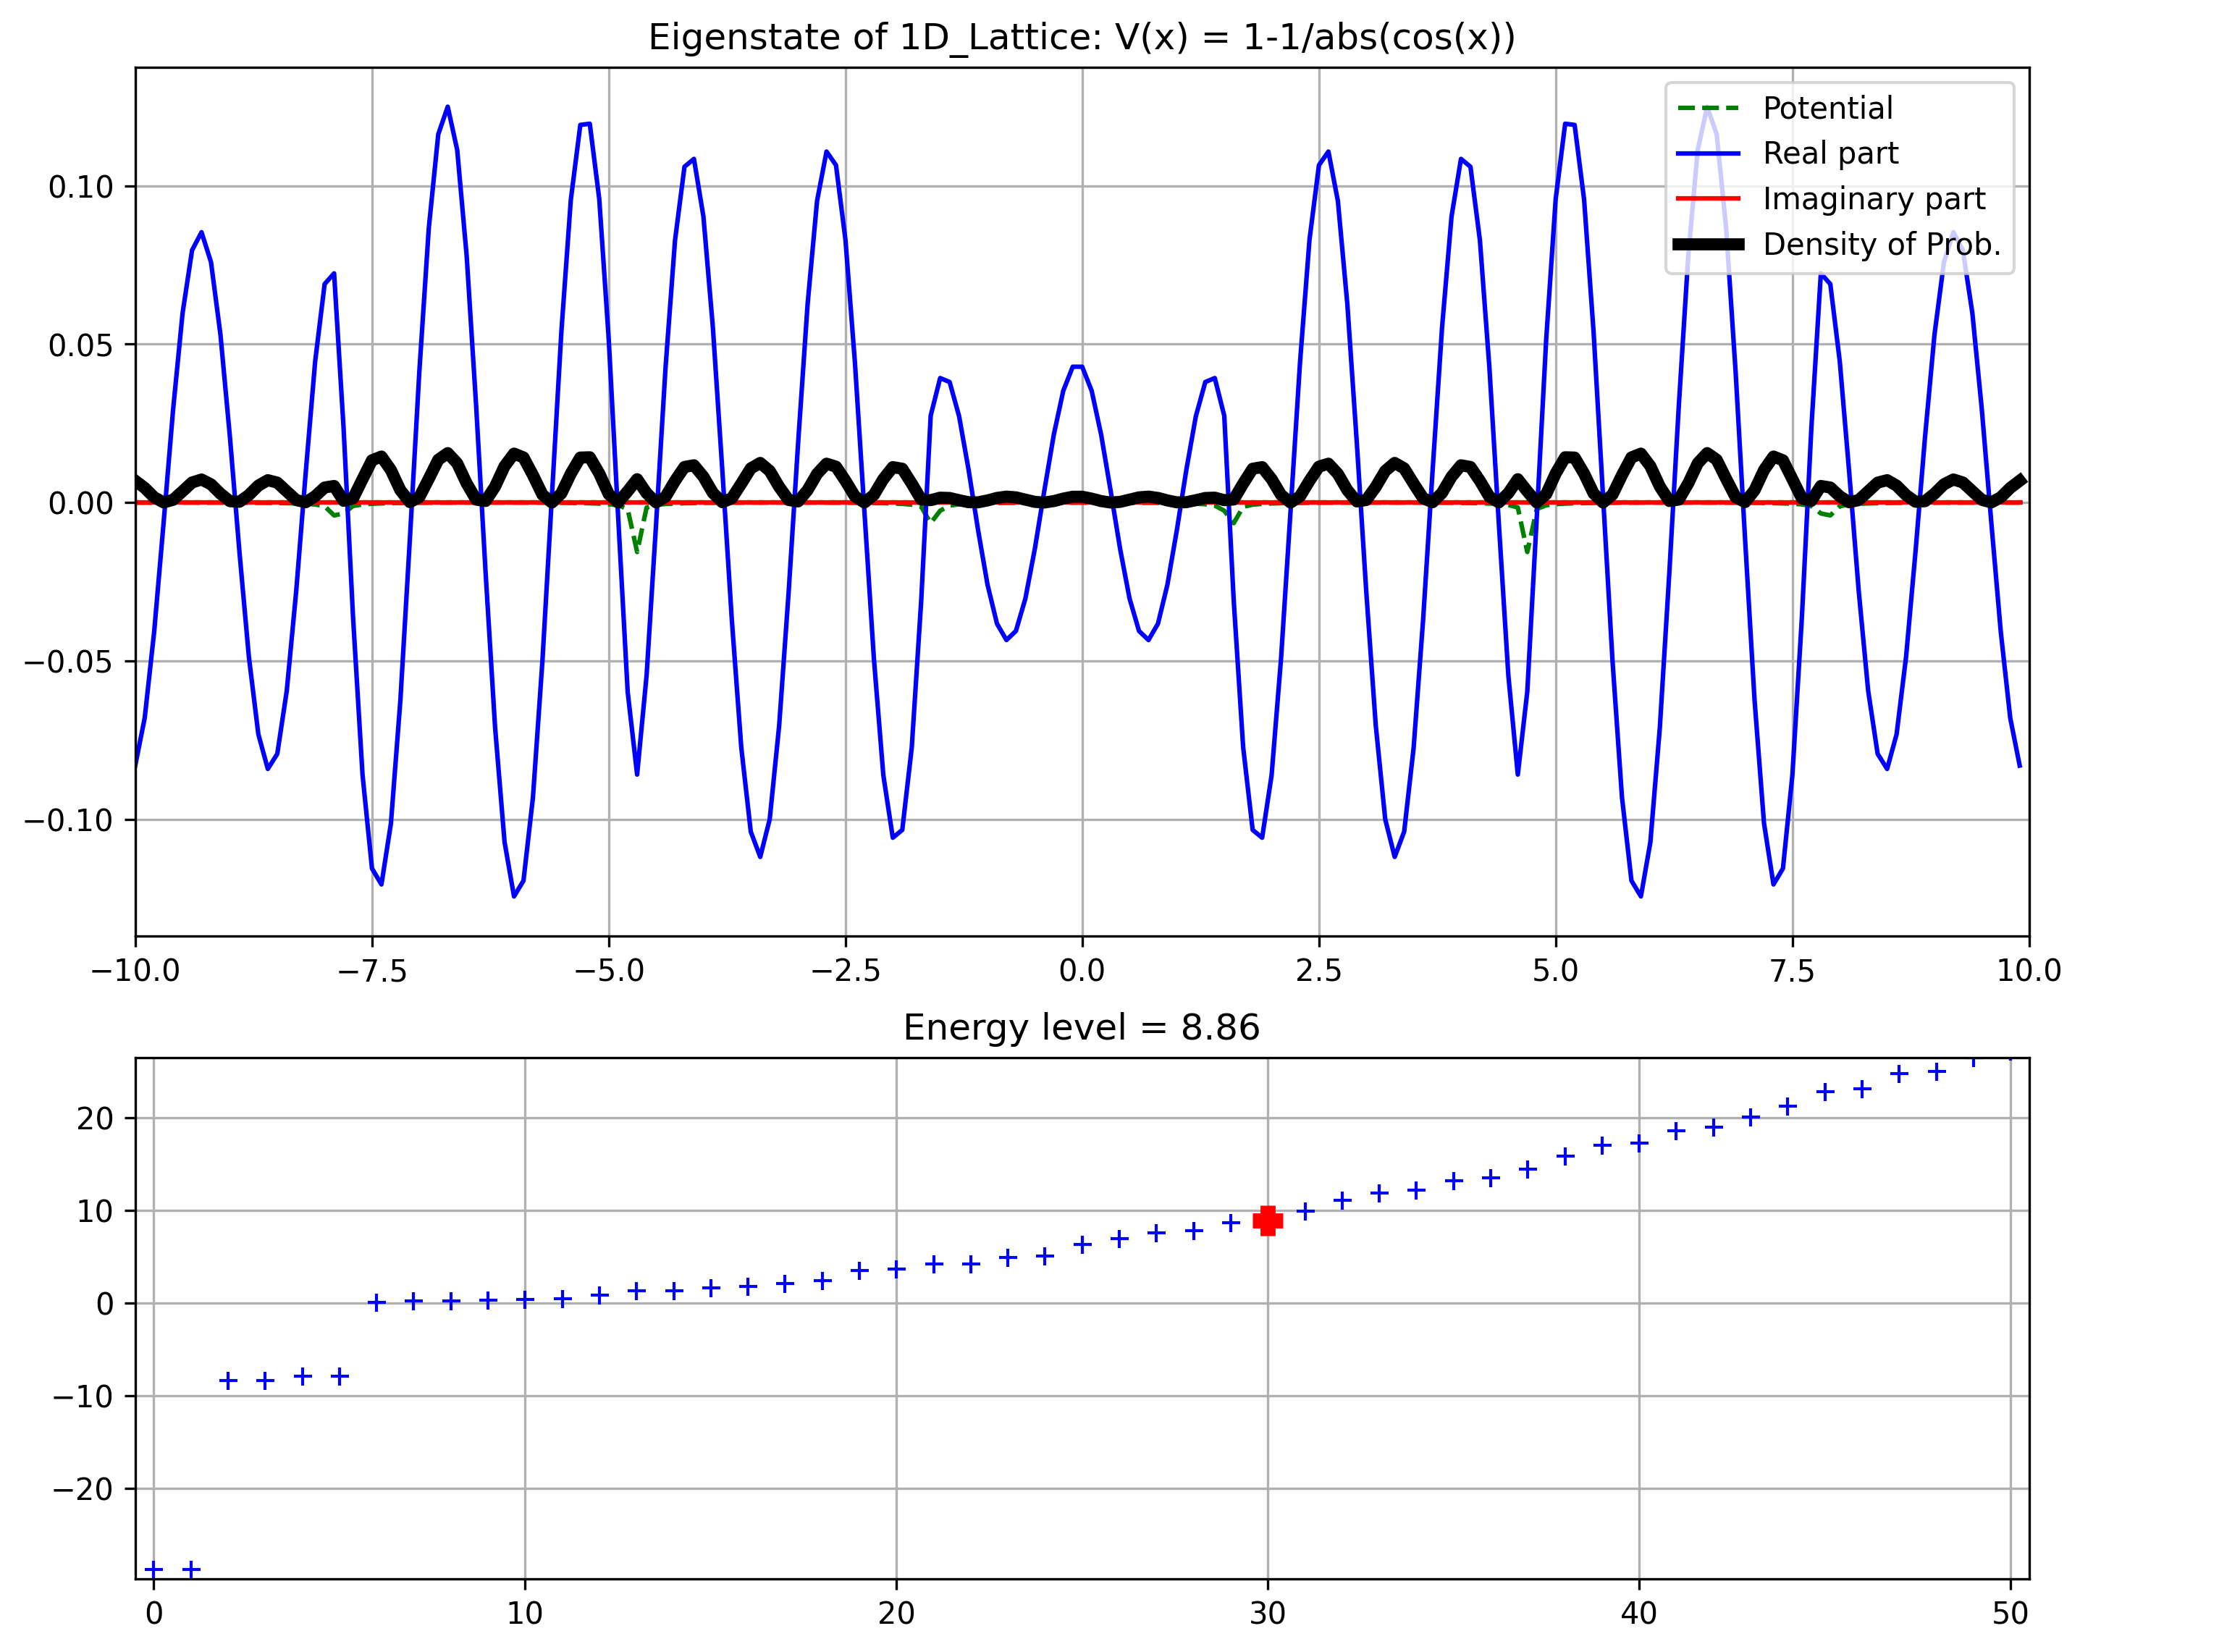 Eigenstate of 1D_Lattice: V(x) = 1-1/abs(cos(x))
Potential
Real part
Imaginary part
Density of Prob.
0.10
0.05
0.00
−0.05
−0.10
−10.0 −7.5 −5.0 −2.5 0.0 2.5 5.0 7.5 10.0
Energy level = 8.86
20
10
0
−10
−20
0 10 20 30 40 50